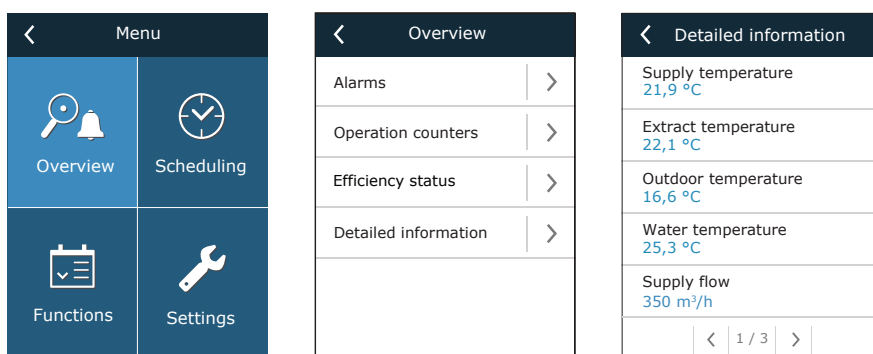 Menu
Overview
Scheduling
Functions
Settings
Overview
Alarms
Operation counters
Efficiency status
Detailed information
Detailed information
Supply temperature
21,9 °C
Extract temperature
22,1 °C
Outdoor temperature
16,6 °C
Water temperature
25,3 °C
Supply flow
350 m³/h
1 / 3